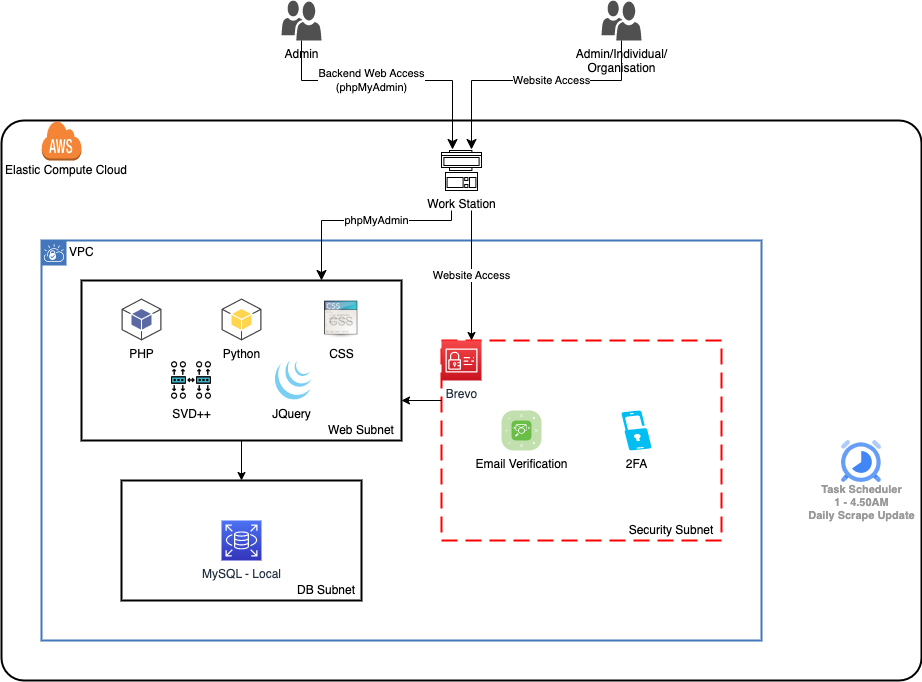 Admin
Admin/Individual/
Organisation
Backend Web Access
(phpMyAdmin)
Website Access
AWS
Elastic Compute Cloud
Work Station
phpMyAdmin
VPC
Website Access
CSS
CSS
PHP
Python
CSS
Brevo
SVD++
JQuery
Web Subnet
Email Verification
2FA
Task Scheduler
1 - 4.50AM
Daily Scrape Update
Security Subnet
MySQL - Local
DB Subnet